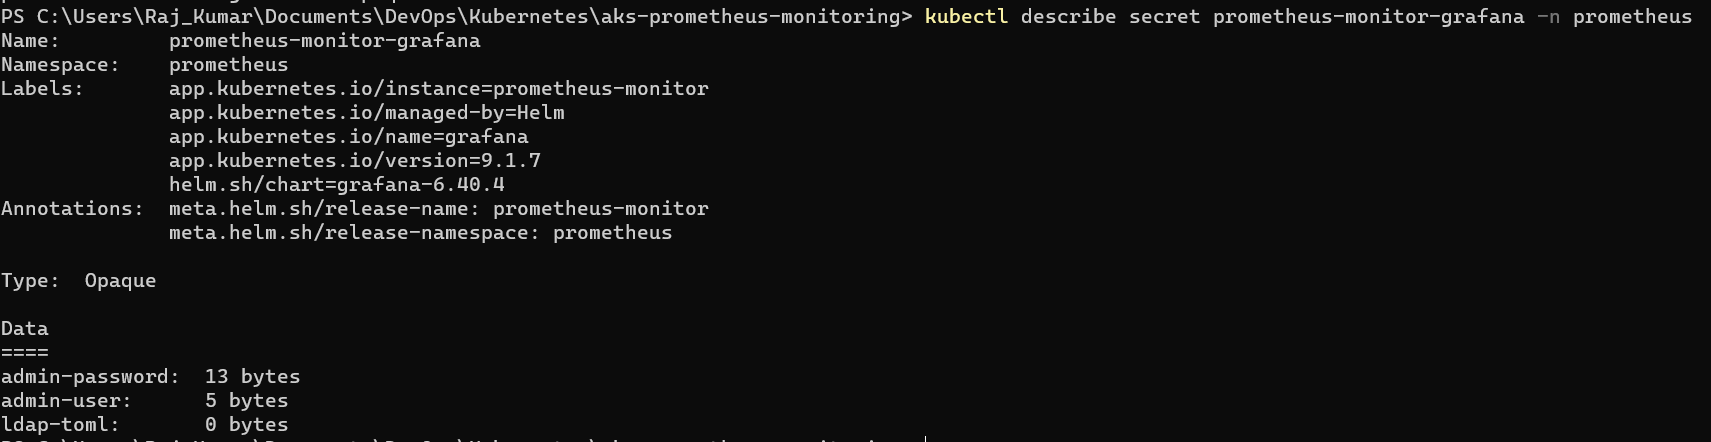 PS C:\Users\Raj_Kumar\Documents\DevOps\Kubernetes\aks-prometheus-monitoring> kubectl describe secret prometheus-monitor-grafana -n prometheus
Name:         prometheus-monitor-grafana
Namespace:    prometheus
Labels:       app.kubernetes.io/instance=prometheus-monitor
              app.kubernetes.io/managed-by=Helm
              app.kubernetes.io/name=grafana
              app.kubernetes.io/version=9.1.7
              helm.sh/chart=grafana-6.40.4
Annotations:  meta.helm.sh/release-name: prometheus-monitor
              meta.helm.sh/release-namespace: prometheus
Type:  Opaque
Data
====
admin-password:  13 bytes
admin-user:      5 bytes
ldap-toml:       0 bytes